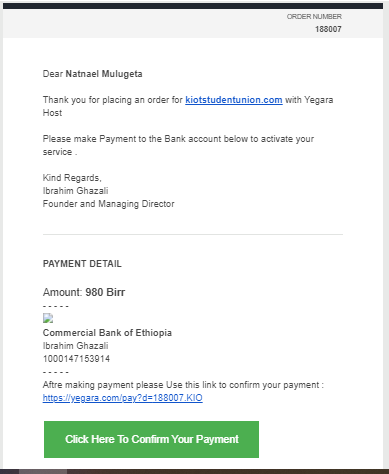 ORDER NUMBER
188007
Dear Natnael Mulugeta
Thank you for placing an order for kiotstudentunion.com with Yegara
Host
Please make Payment to the Bank account below to activate your
service .
Kind Regards,
Ibrahim Ghazali
Founder and Managing Director
PAYMENT DETAIL
Amount: 980 Birr
- - - - -
Commercial Bank of Ethiopia
Ibrahim Ghazali
1000147153914
- - - - -
Aftre making payment please Use this link to confirm your payment :
https://yegara.com/pay?d=188007.KIO
Click Here To Confirm Your Payment